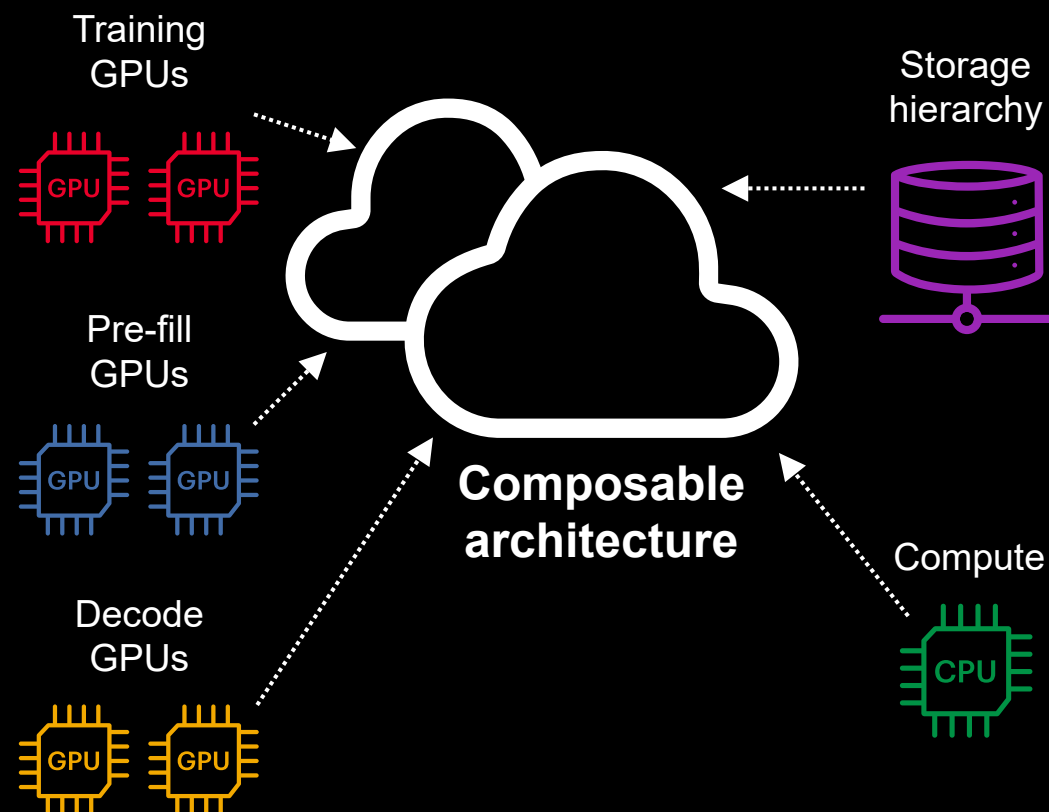 Training
GPUs
GPU
GPU
Storage
hierarchy
Pre-fill
GPUs
GPU
GPU
Composable
architecture
Compute
CPU
Decode
GPUs
GPU
GPU